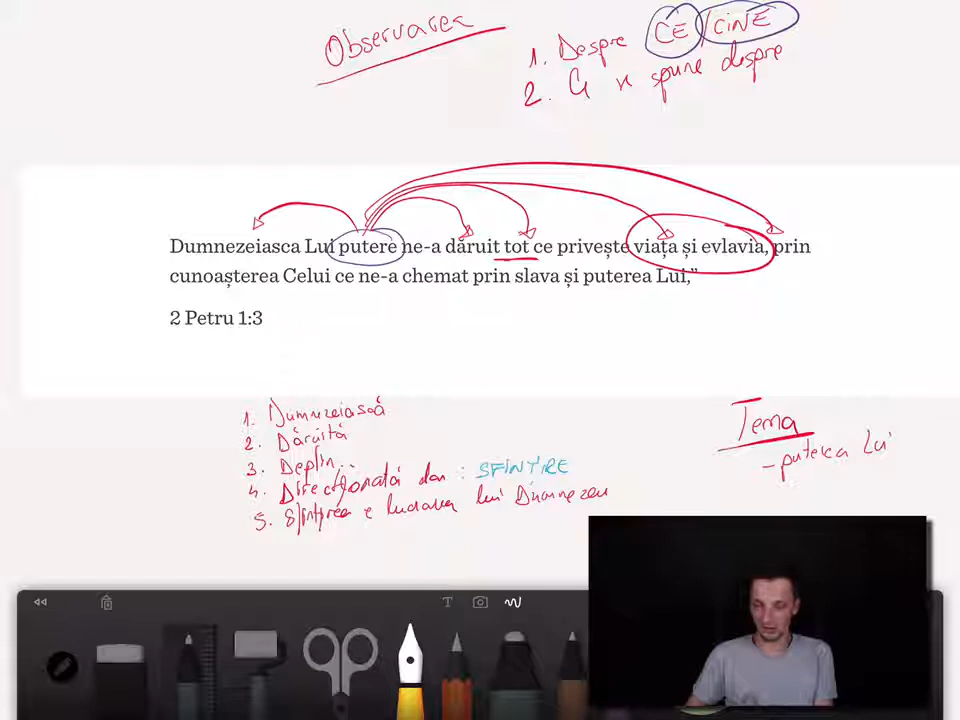 Observarea
1. Despre CE / CINE
2. Ce se spune despre
Dumnezeiasca Lui putere ne-a dăruit tot ce privește viața și evlavia, prin
cunoașterea Celui ce ne-a chemat prin slava și puterea Lui,”
2 Petru 1:3
1. Dumnezeiască
2. Dăruită
3. Deplin..
4. Direcționată : SFINȚIRE
5. Sfințirea e lucrarea lui Dumnezeu
Tema
- puterea Lui
T